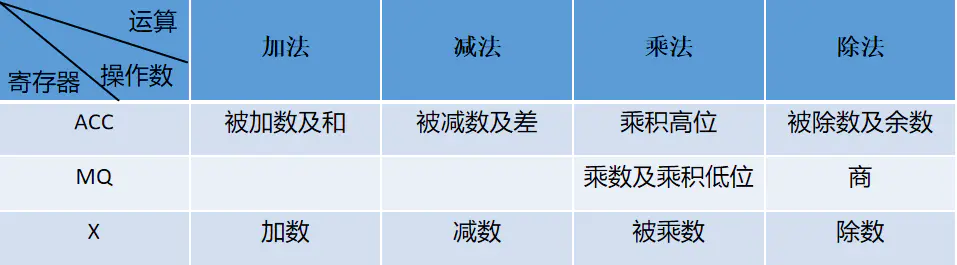 运算
操作数
寄存器
加法 减法 乘法 除法
ACC 被加数及和 被减数及差 乘积高位 被除数及余数
MQ 乘数及乘积低位 商
X 加数 减数 被乘数 除数